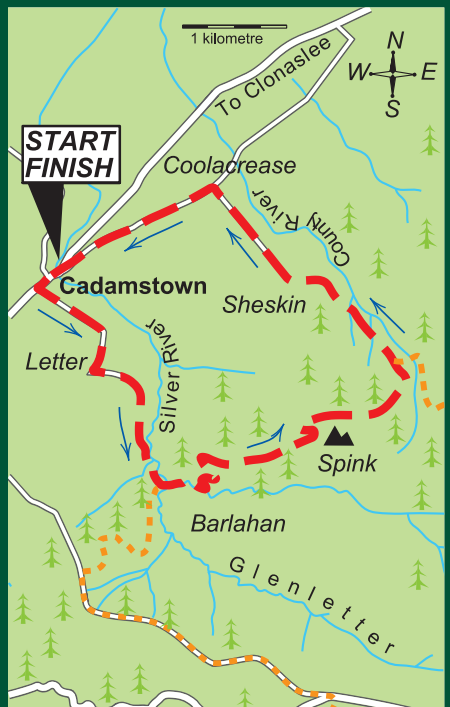 1 kilometre
N
W E
S
To Clonaslee
START
FINISH
Coolacrease
County River
Cadamstown
Sheskin
Silver River
Letter
Spink
Barlahan
Glenletter